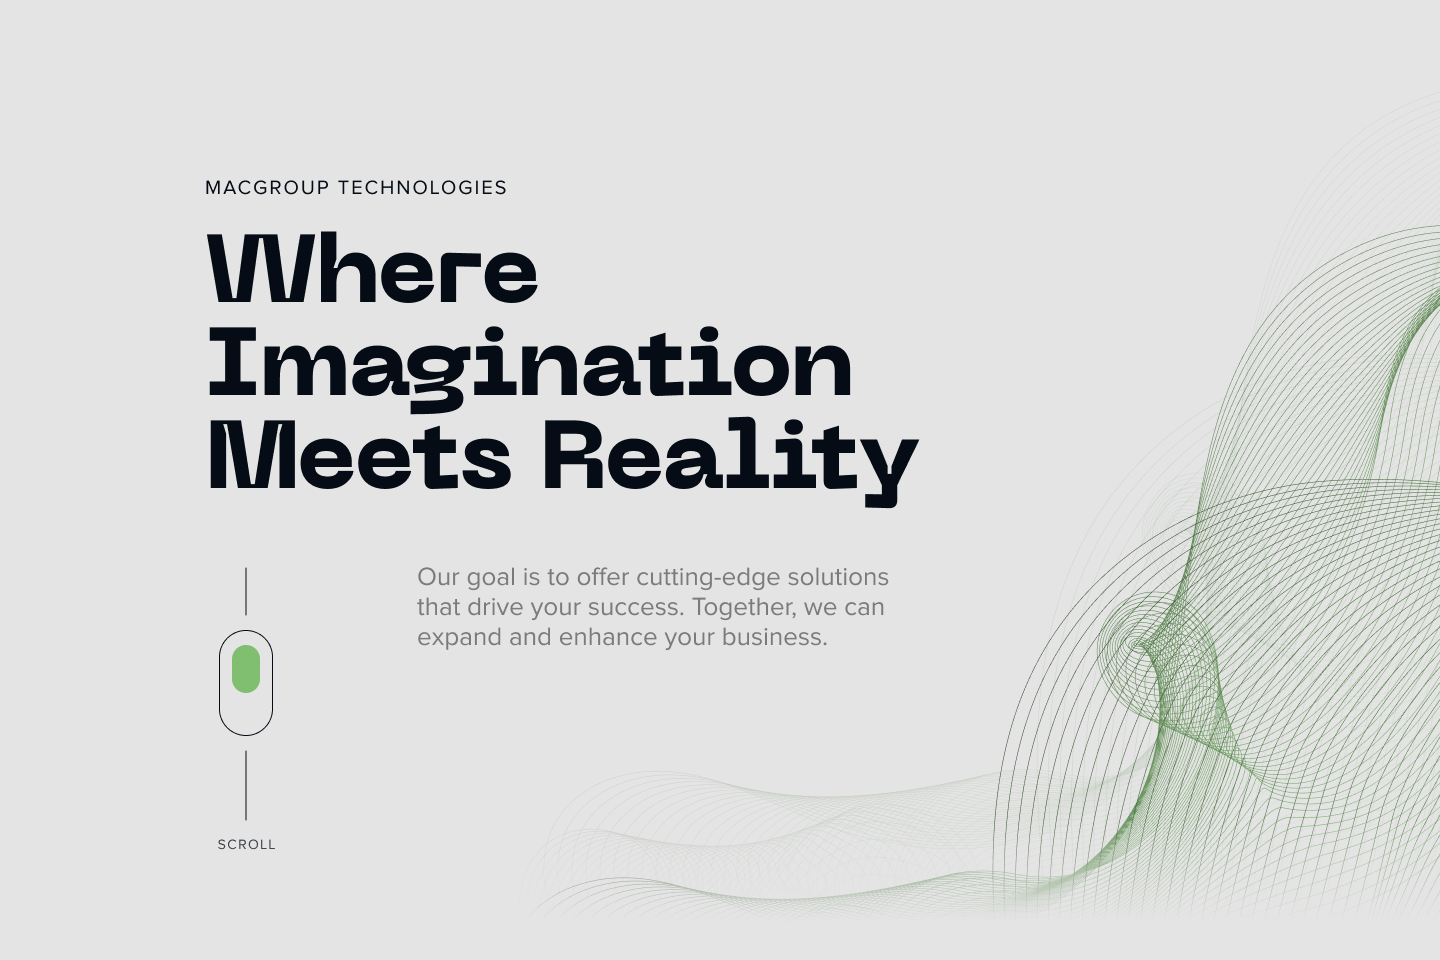 MACGROUP TECHNOLOGIES
Where
Imagination
Meets Reality
Our goal is to offer cutting-edge solutions
that drive your success. Together, we can
expand and enhance your business.
SCROLL